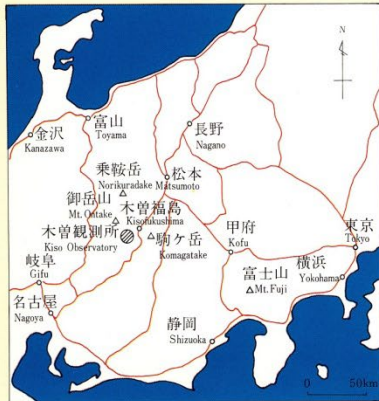 N
富山
Toyama
金沢
Kanazawa
長野
Nagano
乗鞍岳
Norikuradake
松本
Matsumoto
御岳山
Mt. Ontake
木曽福島
Kisofukushima
木曽観測所
Kiso Observatory
駒ヶ岳
Komagatake
甲府
Kofu
東京
Tokyo
岐阜
Gifu
富士山
Mt. Fuji
横浜
Yokohama
名古屋
Nagoya
静岡
Shizuoka
0 50km